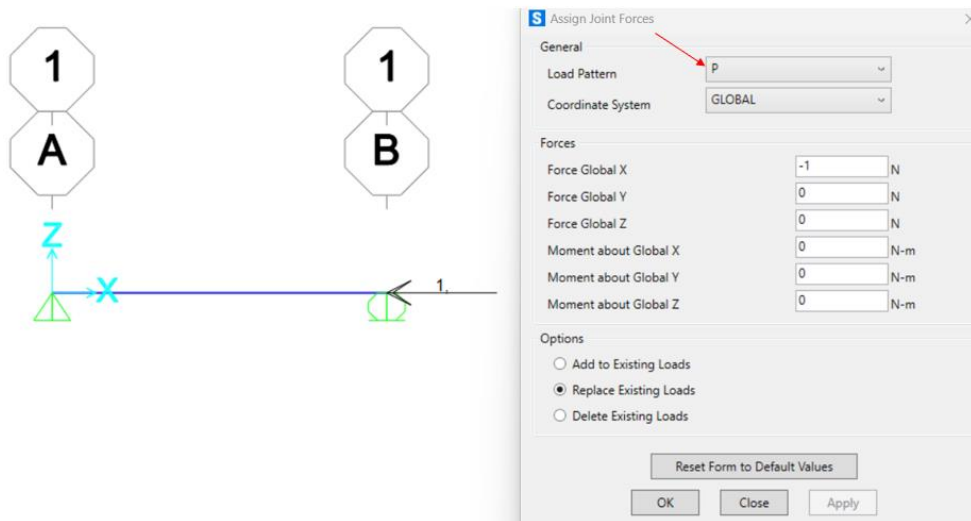 1
1
A
B
Z
X
1.
S Assign Joint Forces
General
Load Pattern P
Coordinate System GLOBAL
Forces
Force Global X -1 N
Force Global Y 0 N
Force Global Z 0 N
Moment about Global X 0 N-m
Moment about Global Y 0 N-m
Moment about Global Z 0 N-m
Options
Add to Existing Loads
Replace Existing Loads
Delete Existing Loads
Reset Form to Default Values
OK Close Apply